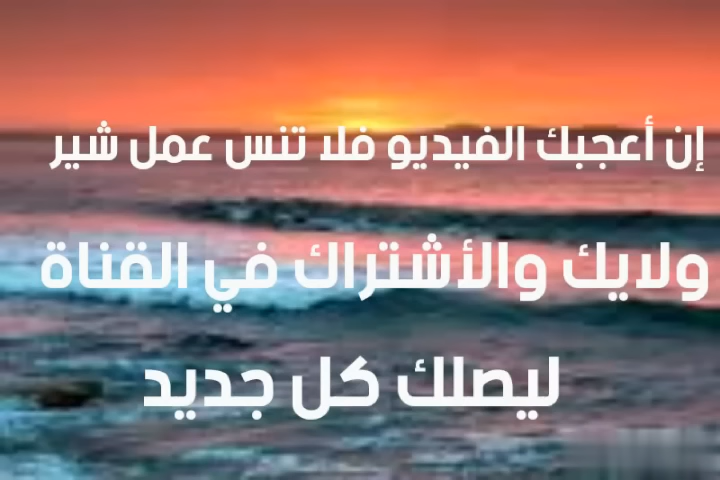 إن أعجبك الفيديو فلا تنس عمل شير
ولايك والأشتراك في القناة
ليصلك كل جديد